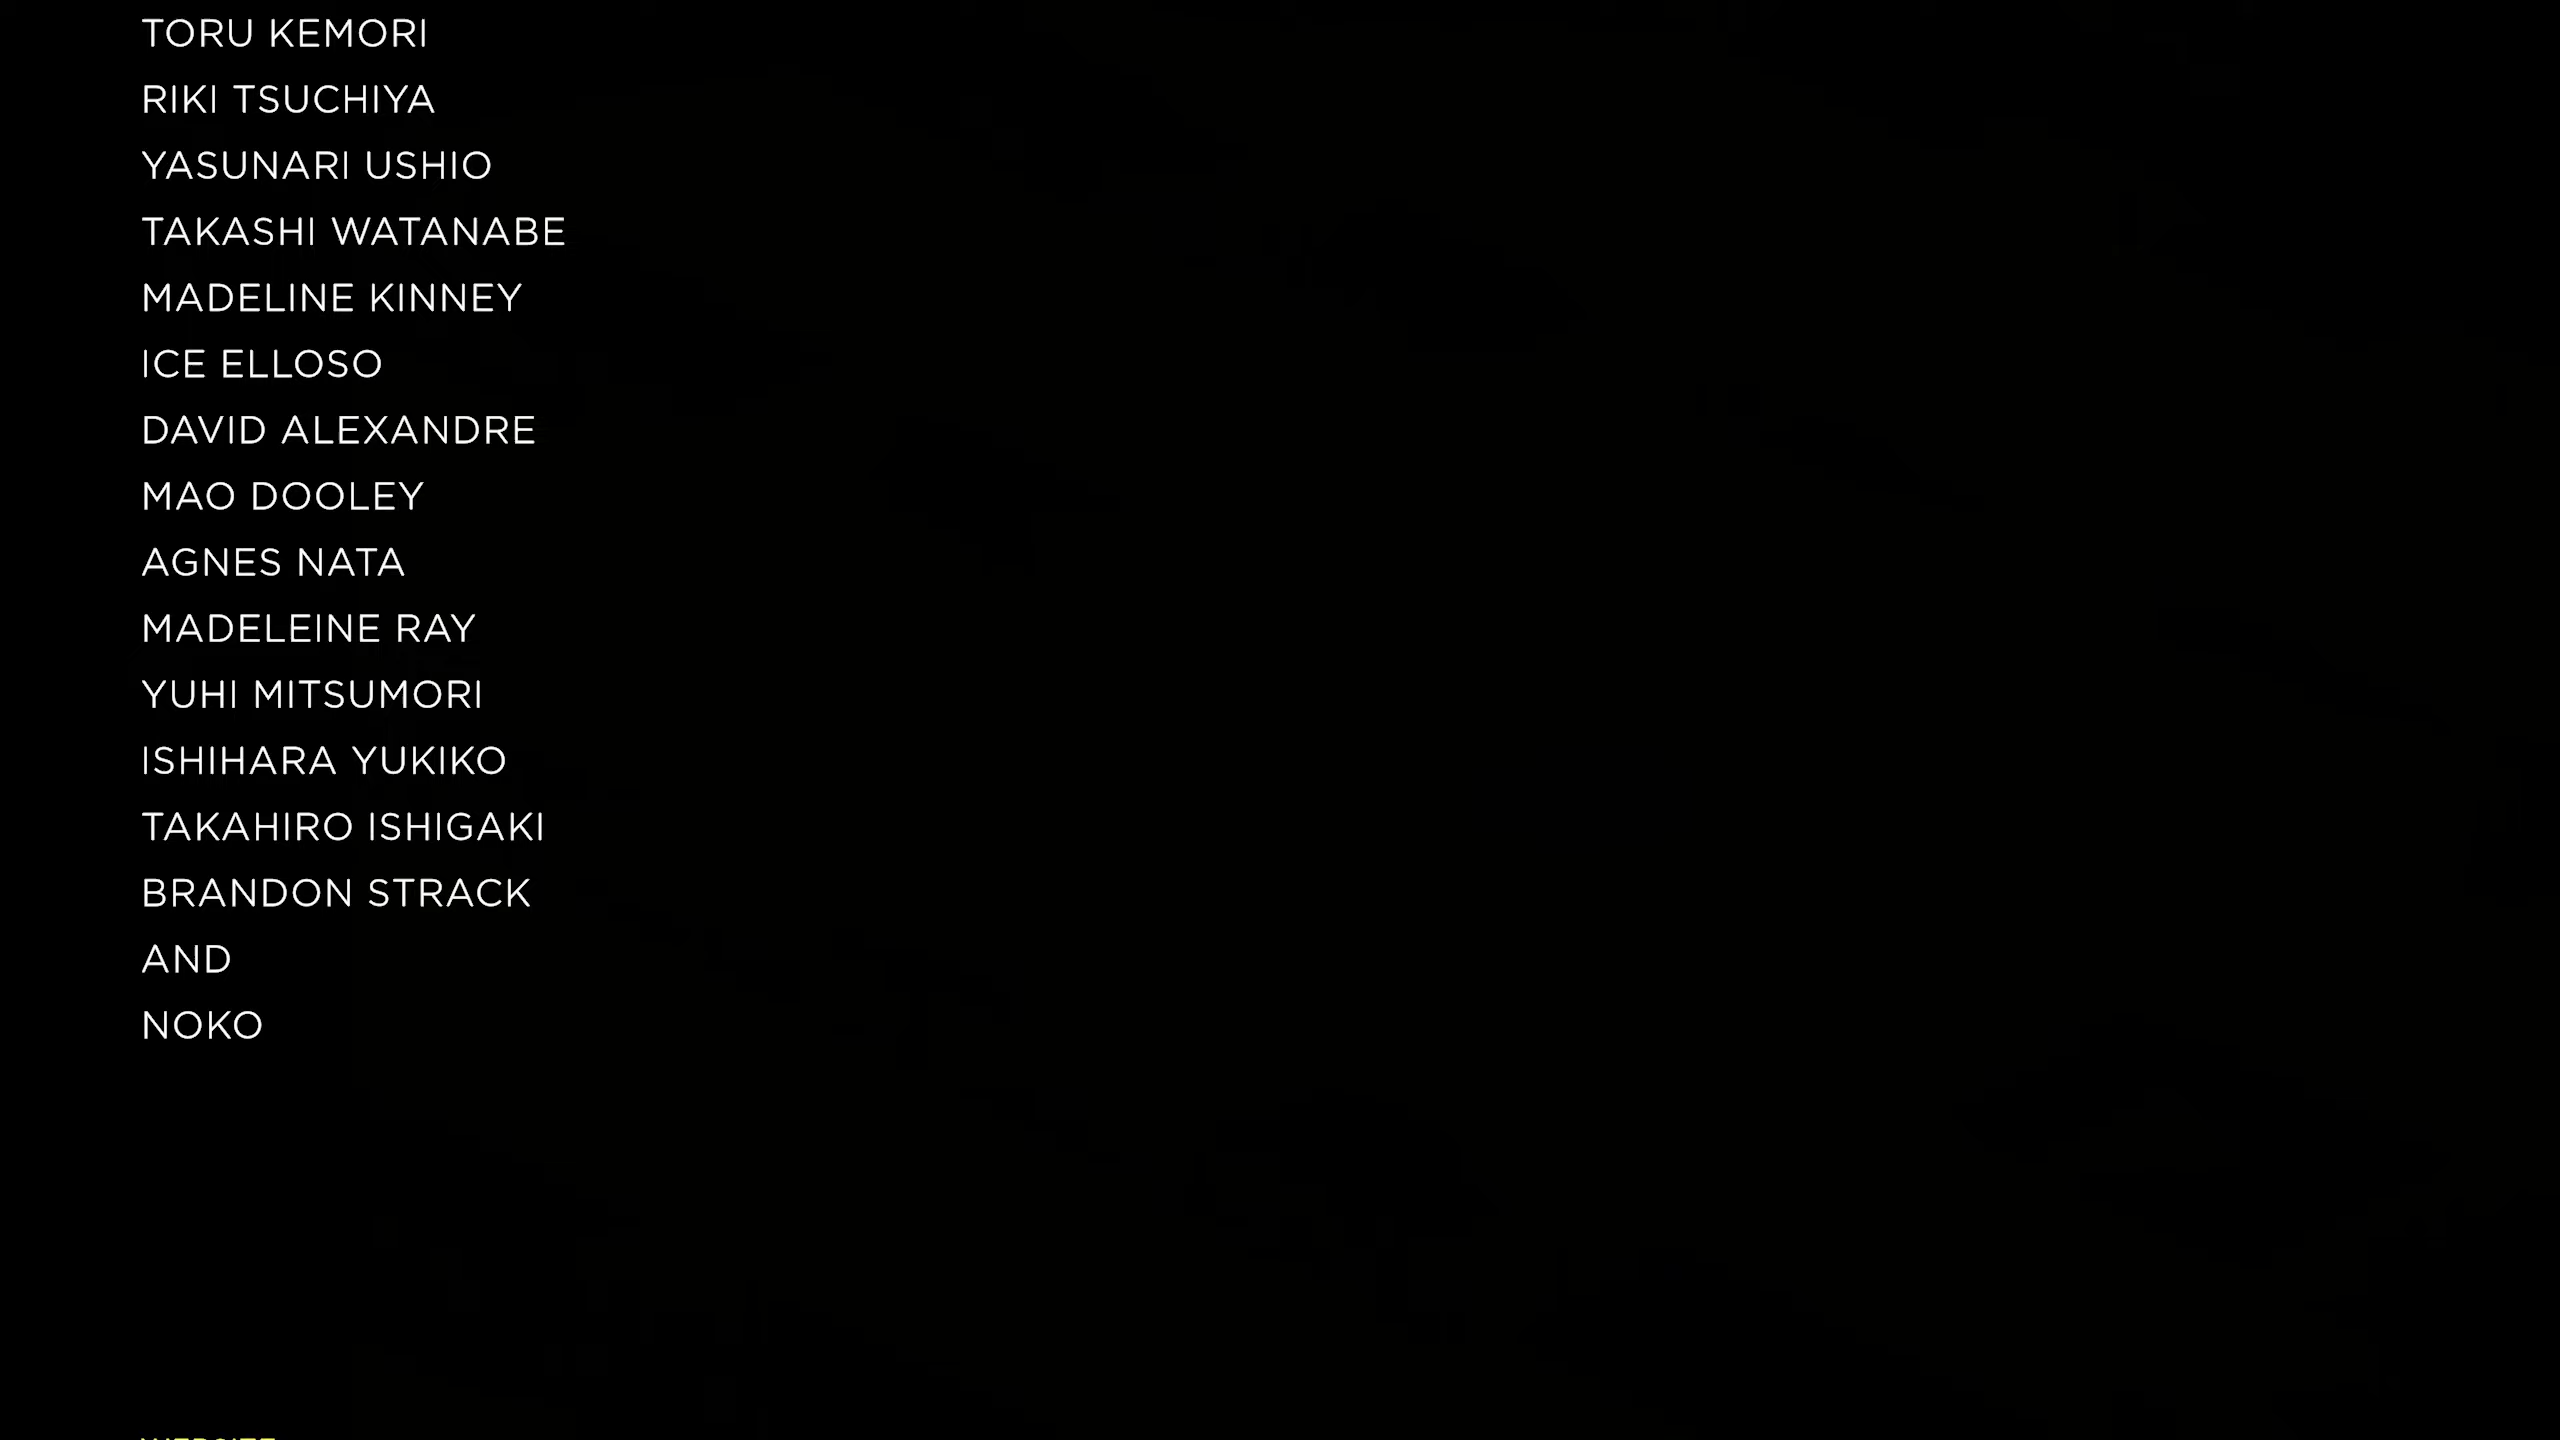 TORU KEMORI
RIKI TSUCHIYA
YASUNARI USHIO
TAKASHI WATANABE
MADELINE KINNEY
ICE ELLOSO
DAVID ALEXANDRE
MAO DOOLEY
AGNES NATA
MADELEINE RAY
YUHI MITSUMORI
ISHIHARA YUKIKO
TAKAHIRO ISHIGAKI
BRANDON STRACK
AND
NOKO
WEBSITE